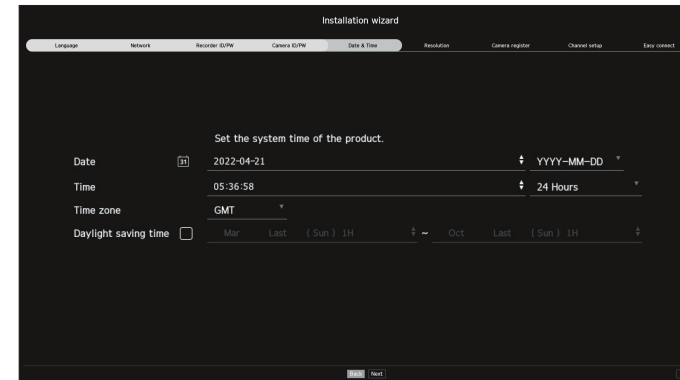 Installation wizard
Language Network Recorder ID/PW Camera ID/PW Date & Time Resolution Camera register Channel setup Easy connect
Set the system time of the product.
Date 31 2022-04-21 YYYY-MM-DD
Time 05:36:58 24 Hours
Time zone GMT
Daylight saving time Mar Last ( Sun ) 1H ~ Oct Last ( Sun ) 1H
Back Next